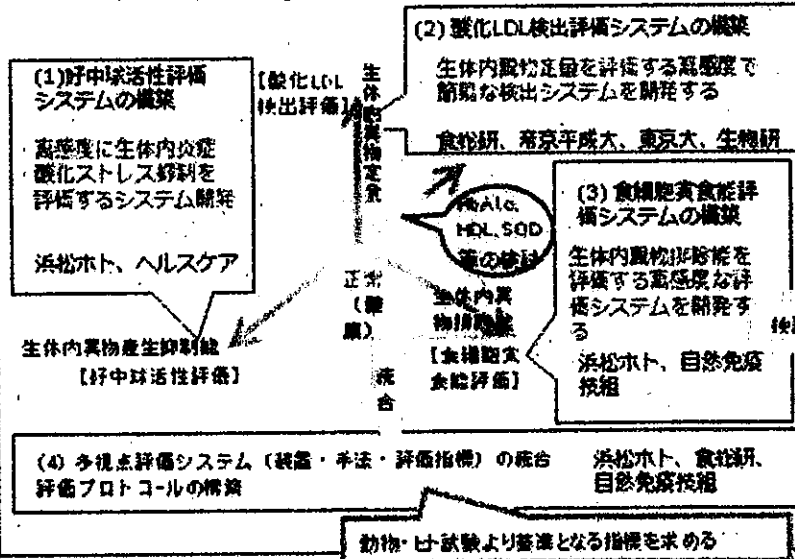 (1)好中球活性評価
システムの構築
高感度に生体内炎症
酸化ストレス抑制を
評価するシステム開発
浜松ホト、ヘルスケア
[酸化LDL
検出評価]
生体内異物定量
(2) 酸化LDL検出評価システムの構築
生体内異物定量を評価する高感度で
簡易な検出システムを開発する
食総研、帝京平成大、東京大、生物研
HbA1c,
HDL, SOD
等の検討
(3) 食細胞貪食能評
価システムの構築
生体内異物排除能を
評価する高感度な評
価システムを開発す
る
浜松ホト、自然免疫
技組
正常
(健
康)
生体内異
物排除能
[食細胞貪
食能評価]
生体内異物産生抑制能
[好中球活性評価]
統
合
(4) 多視点評価システム(装置・手法・評価指標)の統合
評価プロトコールの構築
浜松ホト、食総研、
自然免疫技組
動物・ヒト試験より基準となる指標を求める